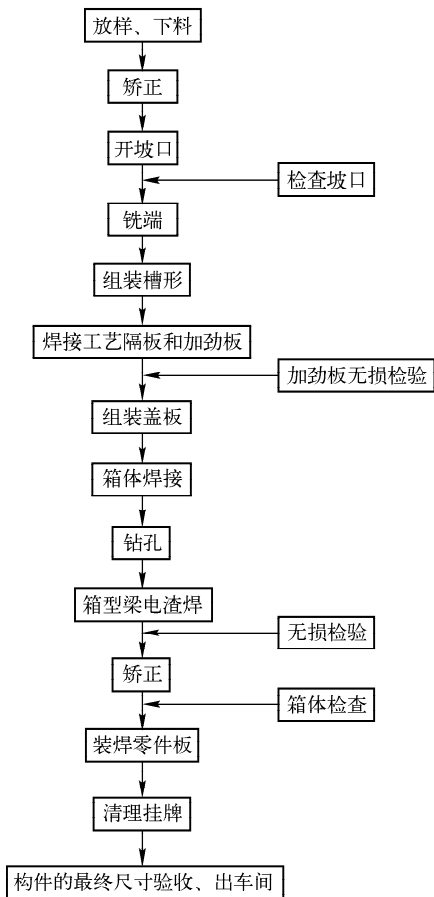 放样、下料
矫正
开坡口
检查坡口
铣端
组装槽形
焊接工艺隔板和加劲板
加劲板无损检验
组装盖板
箱体焊接
钻孔
箱型梁电渣焊
无损检验
矫正
箱体检查
装焊零件板
清理挂牌
构件的最终尺寸验收、出车间